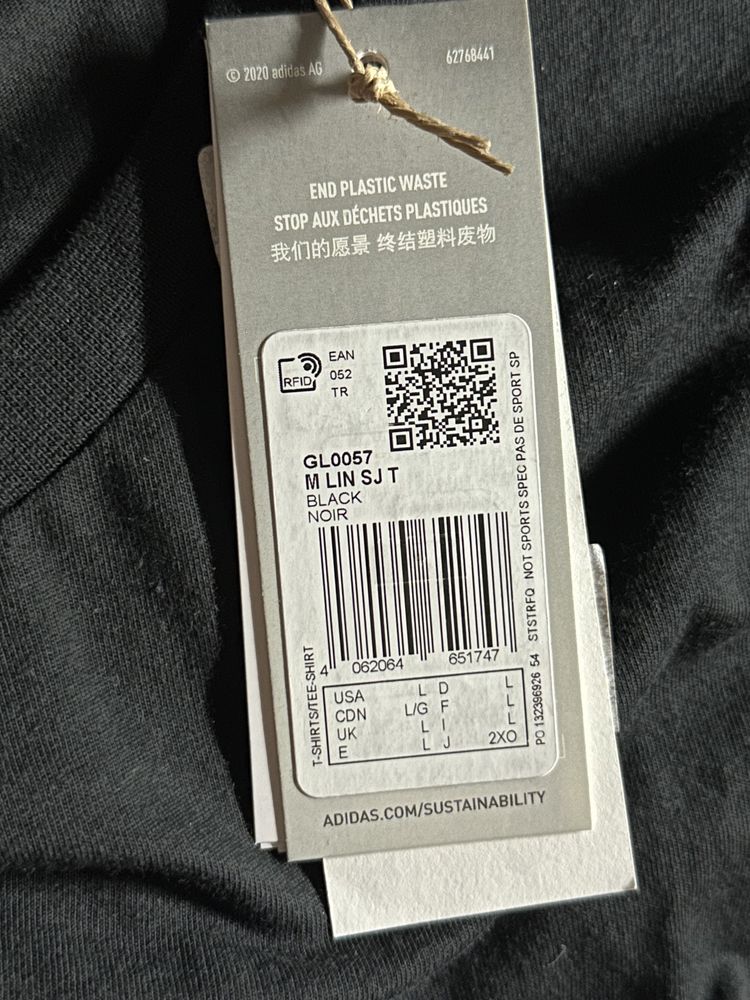 © 2020 adidas AG
62768441
END PLASTIC WASTE
STOP AUX DÉCHETS PLASTIQUES
我们的愿景 终结塑料废物
RFID
EAN
052
TR
GL0057
M LIN SJ T
BLACK
NOIR
4 062064 651747
T-SHIRTS/TEE-SHIRT
USA L D L
CDN L/G F L
UK L I L
E L J 2XO
PO 132396926 54 STSTRFQ NOT SPORTS SPEC PAS DE SPORT SP
ADIDAS.COM/SUSTAINABILITY